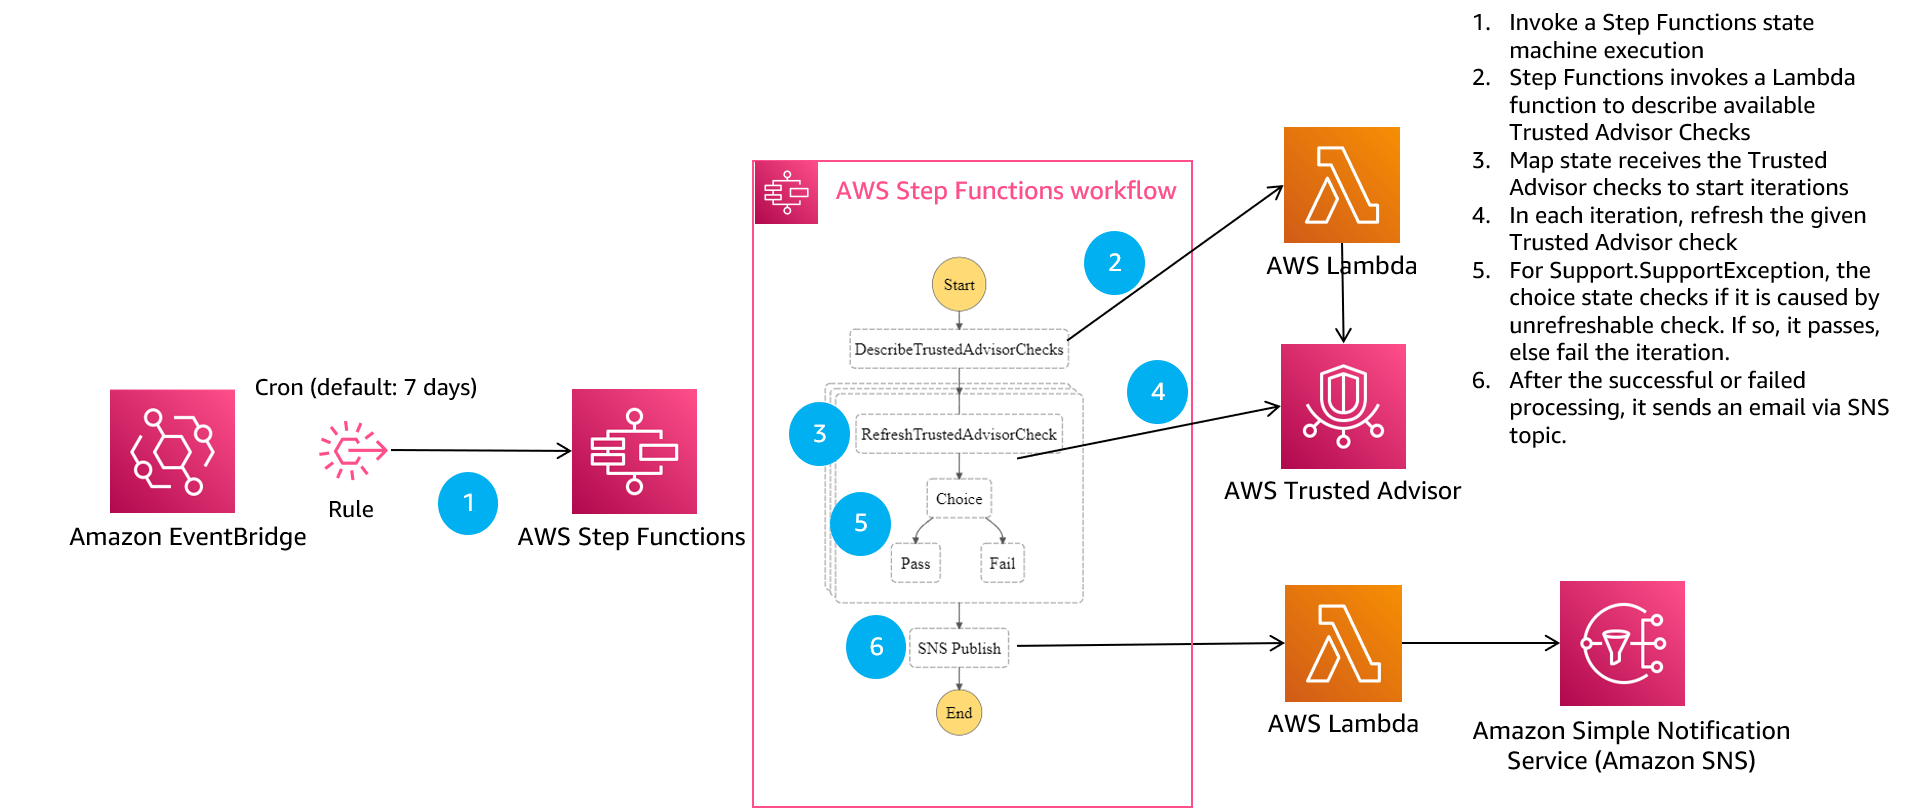 Cron (default: 7 days)
Rule
1
Amazon EventBridge
AWS Step Functions
AWS Step Functions workflow
Start
2
DescribeTrustedAdvisorChecks
3
RefreshTrustedAdvisorCheck
4
Choice
5
Pass
Fail
6
SNS Publish
End
AWS Lambda
AWS Trusted Advisor
AWS Lambda
Amazon Simple Notification
Service (Amazon SNS)
1. Invoke a Step Functions state
machine execution
2. Step Functions invokes a Lambda
function to describe available
Trusted Advisor Checks
3. Map state receives the Trusted
Advisor checks to start iterations
4. In each iteration, refresh the given
Trusted Advisor check
5. For Support.SupportException, the
choice state checks if it is caused by
unrefreshable check. If so, it passes,
else fail the iteration.
6. After the successful or failed
processing, it sends an email via SNS
topic.